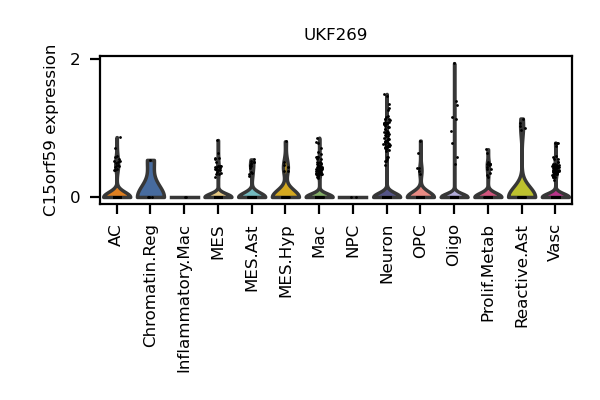 UKF269
C15orf59 expression
2
0
AC
Chromatin.Reg
Inflammatory.Mac
MES
MES.Ast
MES.Hyp
Mac
NPC
Neuron
OPC
Oligo
Prolif.Metab
Reactive.Ast
Vasc